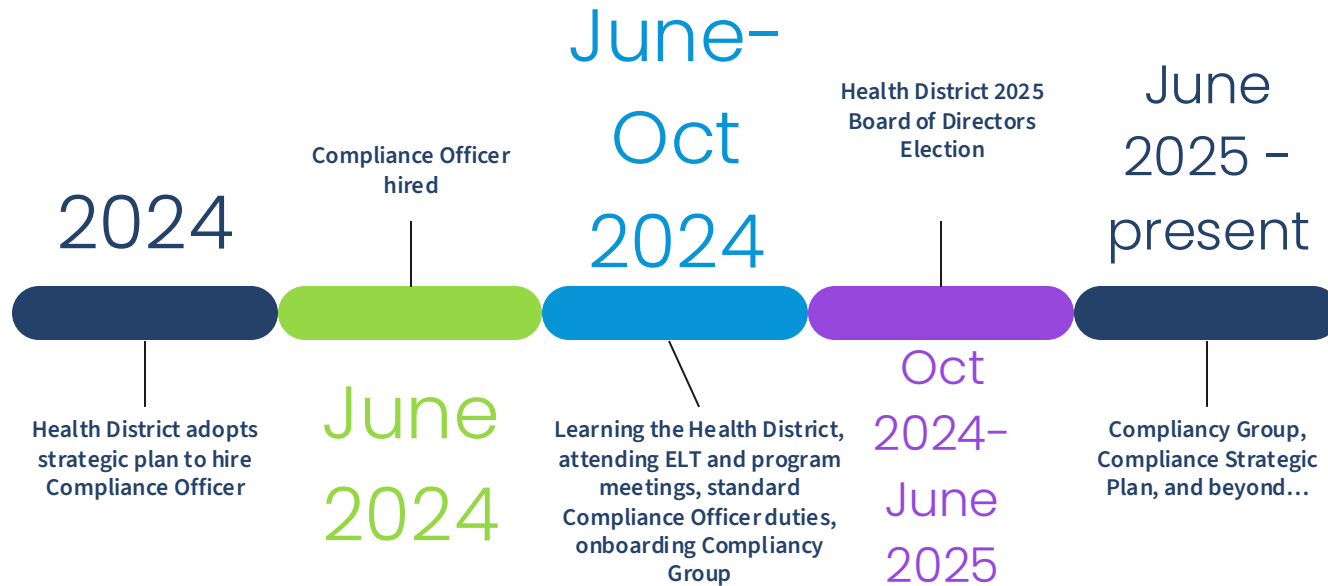 2024
Health District adopts
strategic plan to hire
Compliance Officer
Compliance Officer
hired
June
2024
June-
Oct
2024
Learning the Health District,
attending ELT and program
meetings, standard
Compliance Officer duties,
onboarding Compliancy
Group
Health District 2025
Board of Directors
Election
Oct
2024-
June
2025
June
2025 -
present
Compliancy Group,
Compliance Strategic
Plan, and beyond...